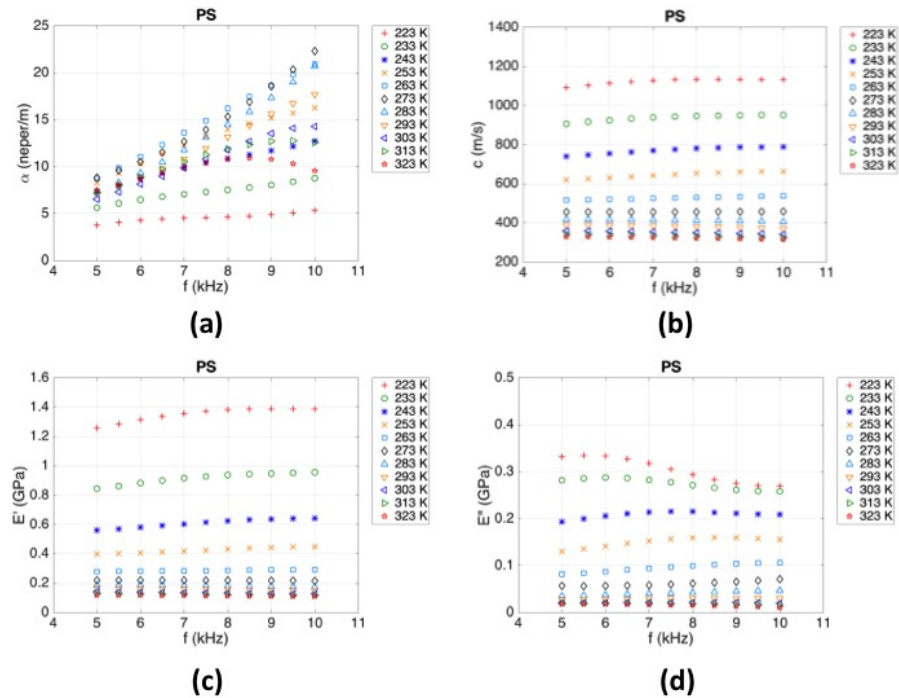 PS
25
20
15
10
5
0
α (neper/m)
4 5 6 7 8 9 10 11
f (kHz)
223 K
233 K
243 K
253 K
263 K
273 K
283 K
293 K
303 K
313 K
323 K
(a)
PS
1400
1200
1000
800
600
400
200
c (m/s)
4 5 6 7 8 9 10 11
f (kHz)
223 K
233 K
243 K
253 K
263 K
273 K
283 K
293 K
303 K
313 K
323 K
(b)
PS
1.6
1.4
1.2
1
0.8
0.6
0.4
0.2
0
E' (GPa)
4 5 6 7 8 9 10 11
f (kHz)
223 K
233 K
243 K
253 K
263 K
273 K
283 K
293 K
303 K
313 K
323 K
(c)
PS
0.5
0.4
0.3
0.2
0.1
0
E" (GPa)
4 5 6 7 8 9 10 11
f (kHz)
223 K
233 K
243 K
253 K
263 K
273 K
283 K
293 K
303 K
313 K
323 K
(d)